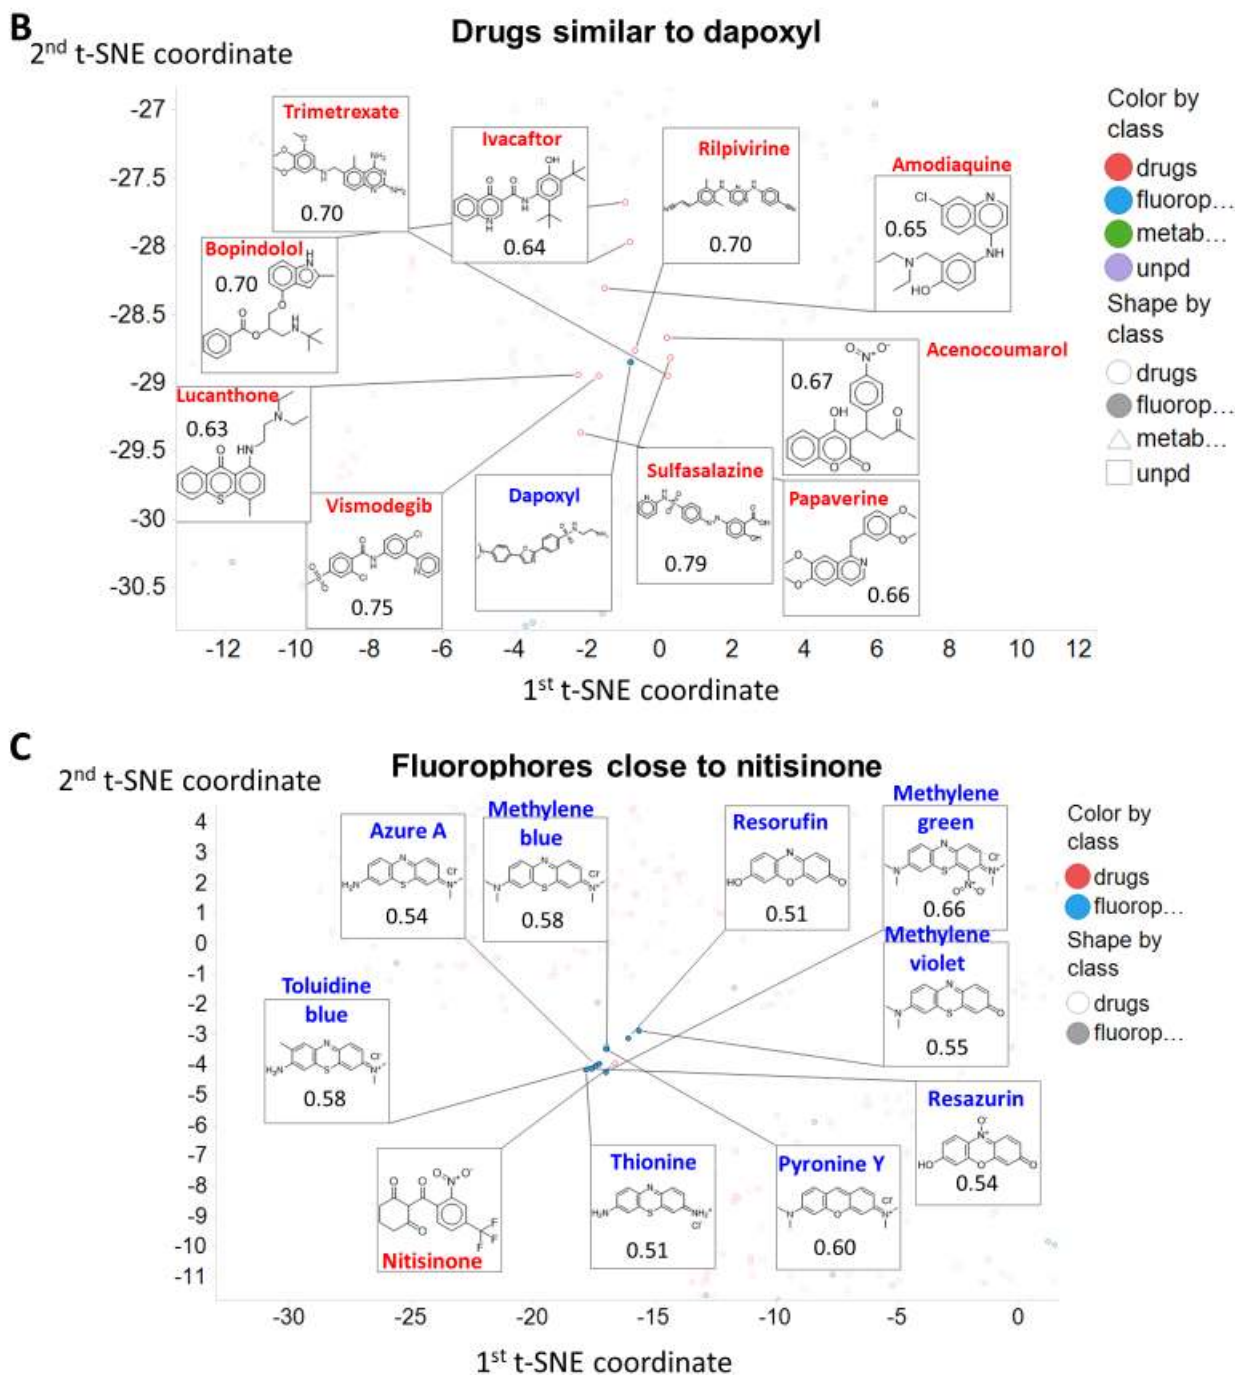 B
Drugs similar to dapoxyl
2nd t-SNE coordinate
-27
-27.5
-28
-28.5
-29
-29.5
-30
-30.5
-12 -10 -8 -6 -4 -2 0 2 4 6 8 10 12
1st t-SNE coordinate
Trimetrexate
0.70
Ivacaftor
0.64
Rilpivirine
0.70
Amodiaquine
0.65
Bopindolol
0.70
Acenocoumarol
0.67
Lucanthone
0.63
Vismodegib
0.75
Dapoxyl
Sulfasalazine
0.79
Papaverine
0.66
Color by
class
drugs
fluorop...
metab...
unpd
Shape by
class
drugs
fluorop...
metab...
unpd
C
Fluorophores close to nitisinone
2nd t-SNE coordinate
4
3
2
1
0
-1
-2
-3
-4
-5
-6
-7
-8
-9
-10
-11
-30 -25 -20 -15 -10 -5 0
1st t-SNE coordinate
Azure A
0.54
Methylene
blue
0.58
Resorufin
0.51
Methylene
green
0.66
Methylene
violet
0.55
Toluidine
blue
0.58
Resazurin
0.54
Nitisinone
Thionine
0.51
Pyronine Y
0.60
Color by
class
drugs
fluorop...
Shape by
class
drugs
fluorop...